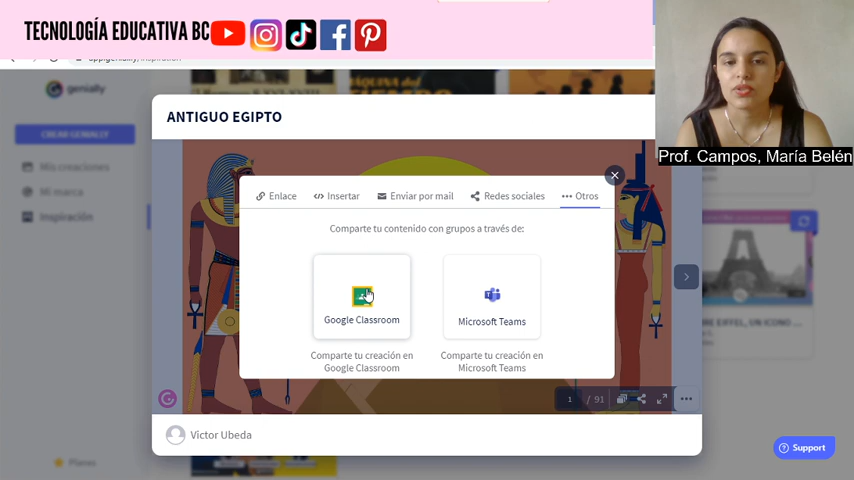 TECNOLOGÍA EDUCATIVA BC
Prof. Campos, María Belén
genially
CREAR GENIALLY
Mis creaciones
Mi marca
Inspiración
ANTIGUO EGIPTO
Enlace
Insertar
Enviar por mail
Redes sociales
Otros
Comparte tu contenido con grupos a través de:
Google Classroom
Microsoft Teams
Comparte tu creación en
Google Classroom
Comparte tu creación en
Microsoft Teams
1 / 91
Victor Ubeda
Planes
Support